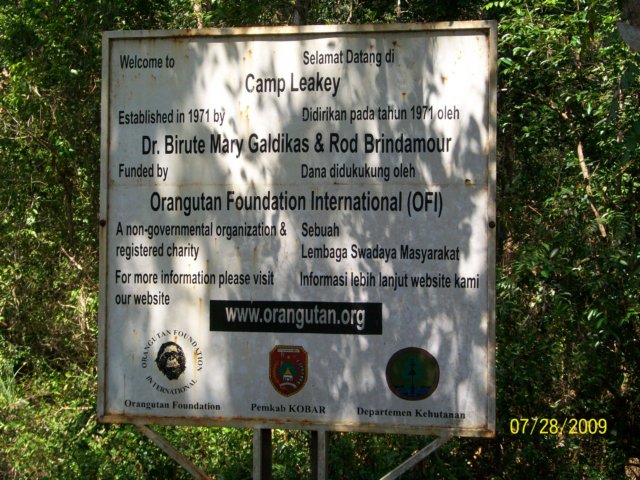 Welcome to Selamat Datang di
Camp Leakey
Established in 1971 by Didirikan pada tahun 1971 oleh
Dr. Birute Mary Galdikas & Rod Brindamour
Funded by Dana didukukung oleh
Orangutan Foundation International (OFI)
A non-governmental organization & Sebuah
registered charity Lembaga Swadaya Masyarakat
For more information please visit Informasi lebih lanjut website kami
our website
www.orangutan.org
ORANGUTAN FOUNDATION
INTERNATIONAL
Orangutan Foundation Pemkab KOBAR Departemen Kehutanan
07/28/2009